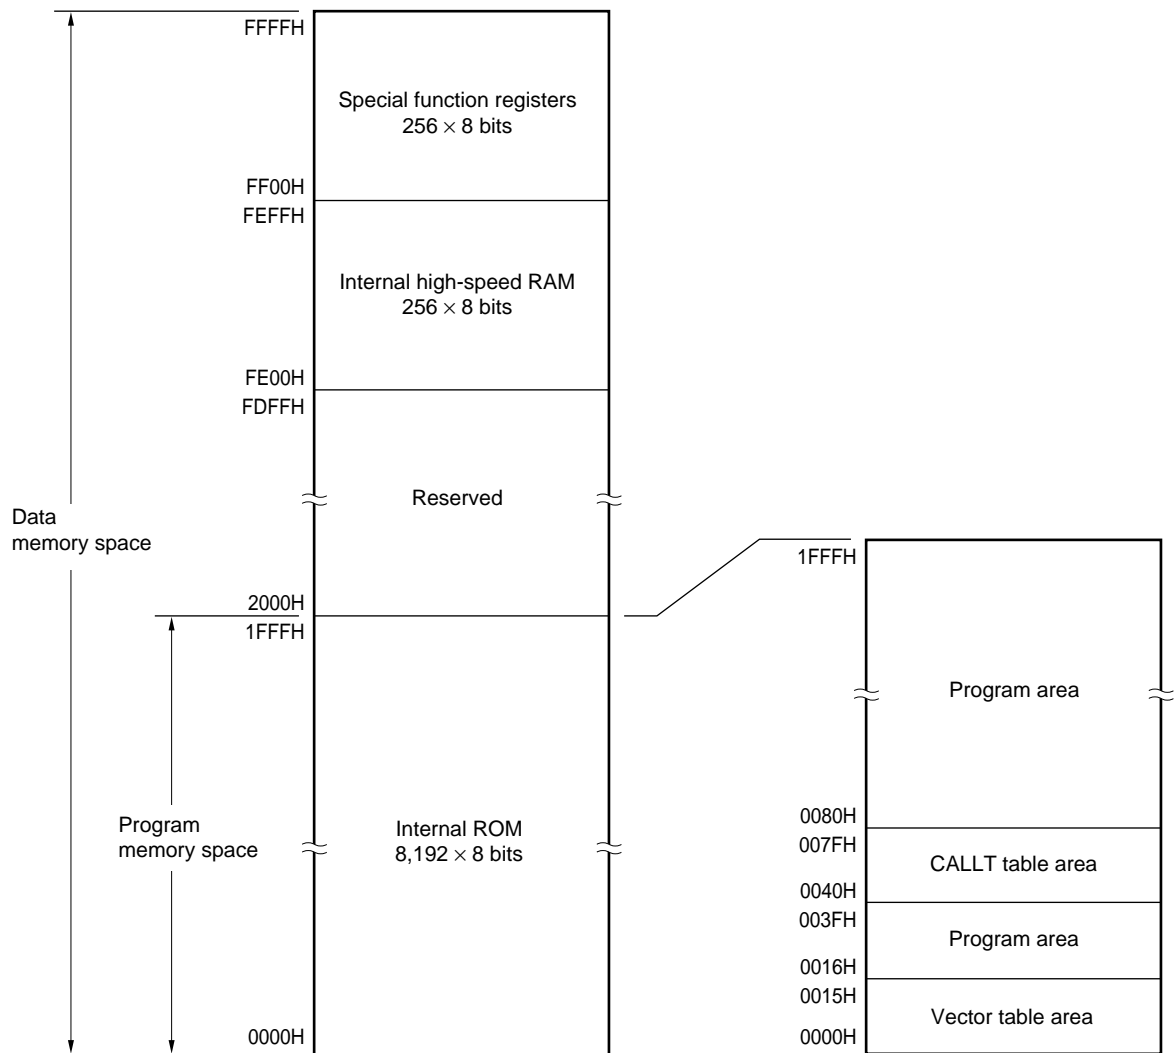 FFFFH
Special function registers
256 × 8 bits
FF00H
FEFFH
Internal high-speed RAM
256 × 8 bits
FE00H
FDFFH
Reserved
Data
memory space
2000H
1FFFH
Program
memory space
Internal ROM
8,192 × 8 bits
0000H
1FFFH
Program area
0080H
007FH
CALLT table area
0040H
003FH
Program area
0016H
0015H
Vector table area
0000H